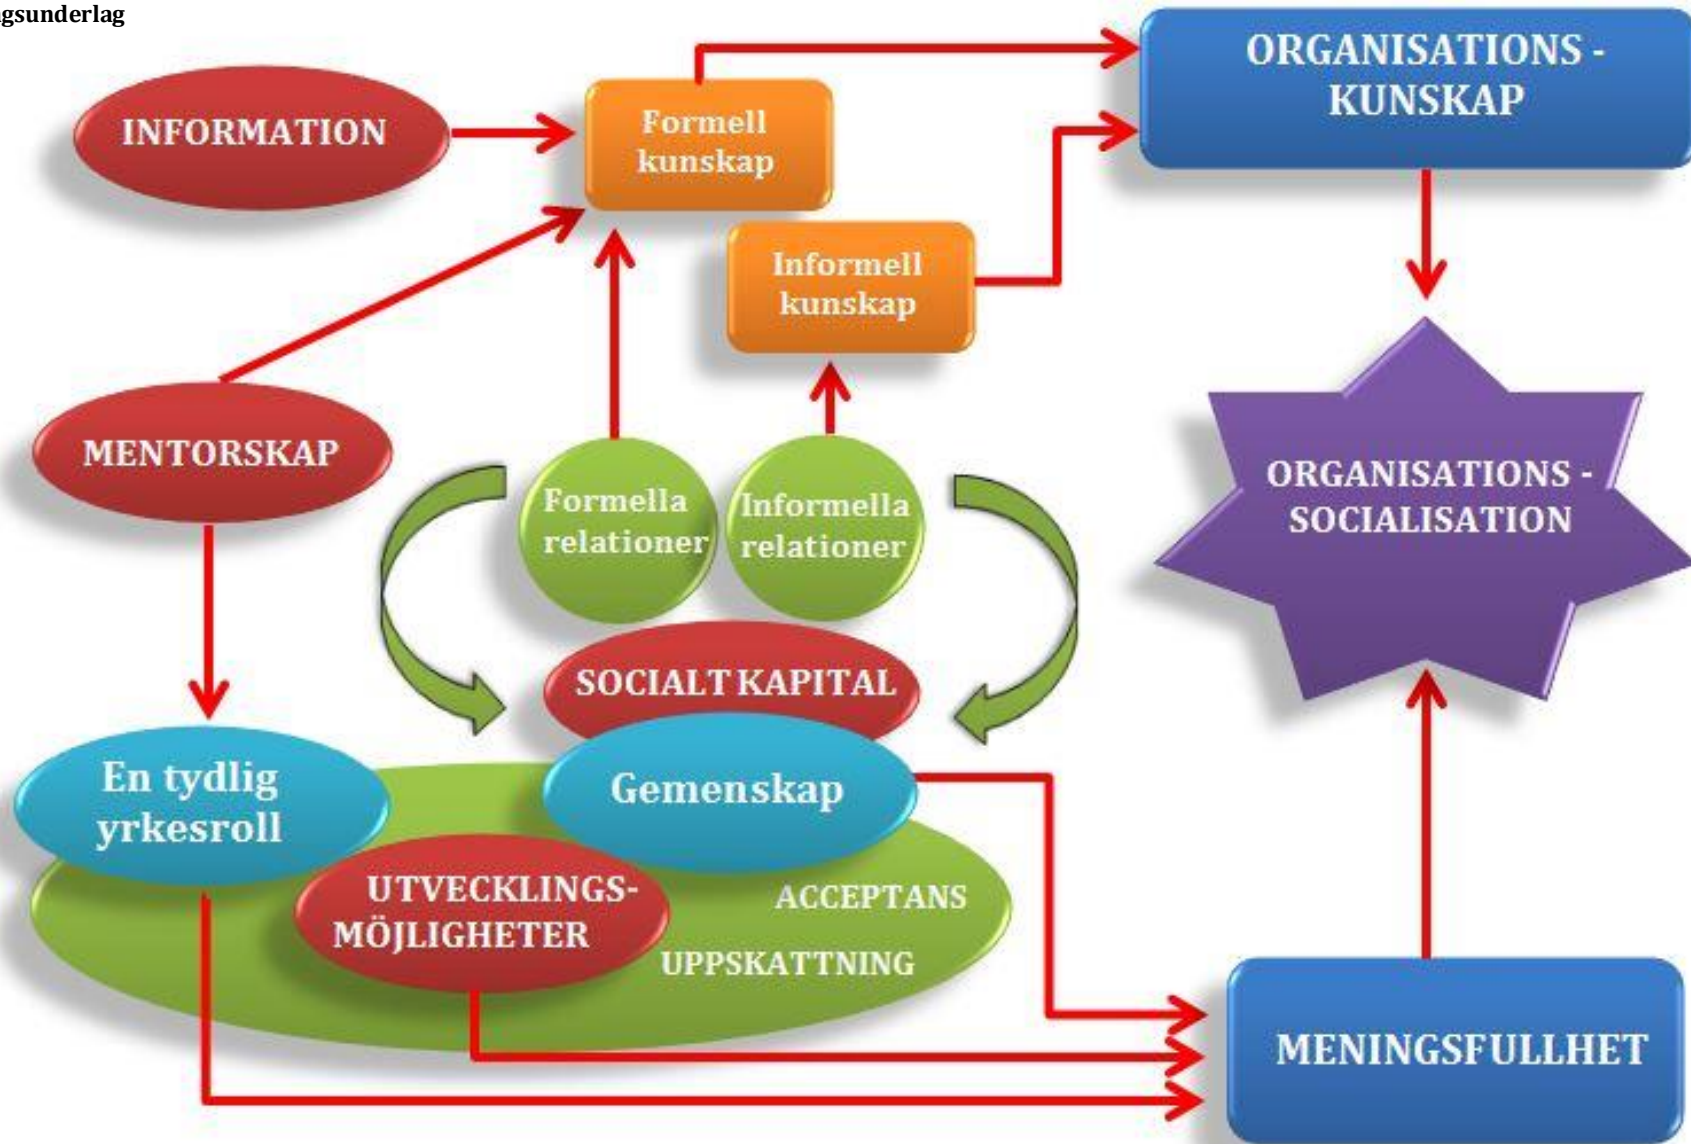 gsunderlag
ORGANISATIONS -
KUNSKAP
INFORMATION
Formell
kunskap
Informell
kunskap
MENTORSKAP
Formella
relationer
Informella
relationer
ORGANISATIONS -
SOCIALISATION
SOCIALT KAPITAL
En tydlig
yrkesroll
Gemenskap
UTVECKLINGS-
MÖJLIGHETER
ACCEPTANS
UPPSKATTNING
MENINGSFULLHET